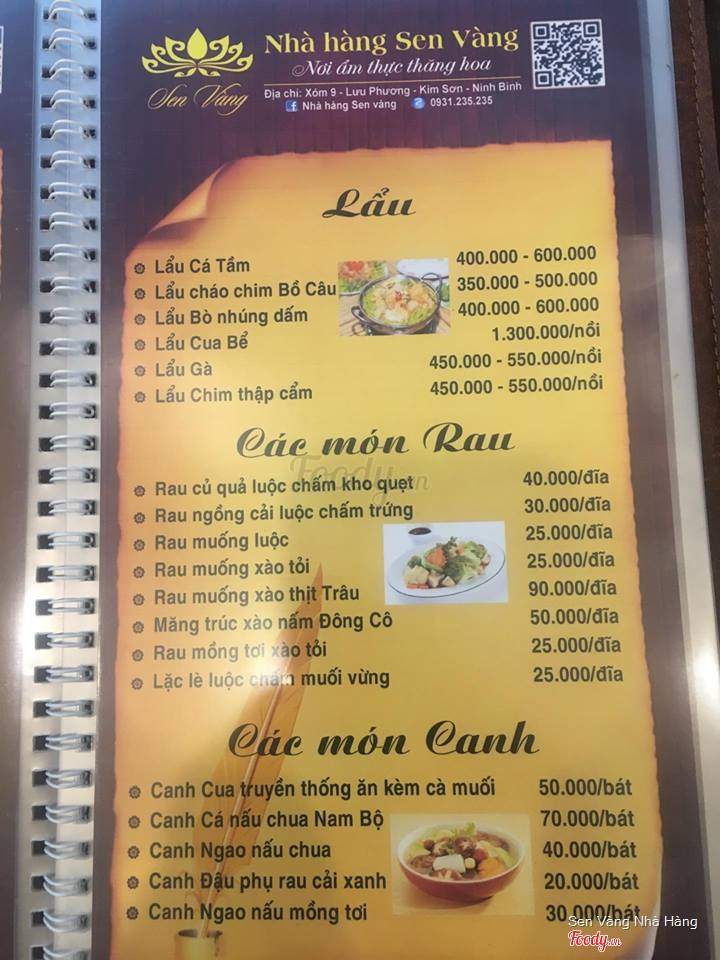 Sen Vàng
Nhà hàng Sen Vàng
Nơi ẩm thực thăng hoa
Địa chỉ: Xóm 9 - Lưu Phương - Kim Sơn - Ninh Bình
Nhà hàng Sen vàng 0931.235.235
Lẩu
Lẩu Cá Tầm 400.000 - 600.000
Lẩu cháo chim Bồ Câu 350.000 - 500.000
Lẩu Bò nhúng dấm 400.000 - 600.000
Lẩu Cua Bể 1.300.000/nồi
Lẩu Gà 450.000 - 550.000/nồi
Lẩu Chim thập cẩm 450.000 - 550.000/nồi
Các món Rau
Foody.vn
Rau củ quả luộc chấm kho quẹt 40.000/đĩa
Rau ngồng cải luộc chấm trứng 30.000/đĩa
Rau muống luộc 25.000/đĩa
Rau muống xào tỏi 25.000/đĩa
Rau muống xào thịt Trâu 90.000/đĩa
Măng trúc xào nấm Đông Cô 50.000/đĩa
Rau mồng tơi xào tỏi 25.000/đĩa
Lặc lè luộc chấm muối vừng 25.000/đĩa
Các món Canh
Canh Cua truyền thống ăn kèm cà muối 50.000/bát
Canh Cá nấu chua Nam Bộ 70.000/bát
Canh Ngao nấu chua 40.000/bát
Canh Đậu phụ rau cải xanh 20.000/bát
Canh Ngao nấu mồng tơi 30.000/bát
Sen Vàng Nhà Hàng
Foody.vn